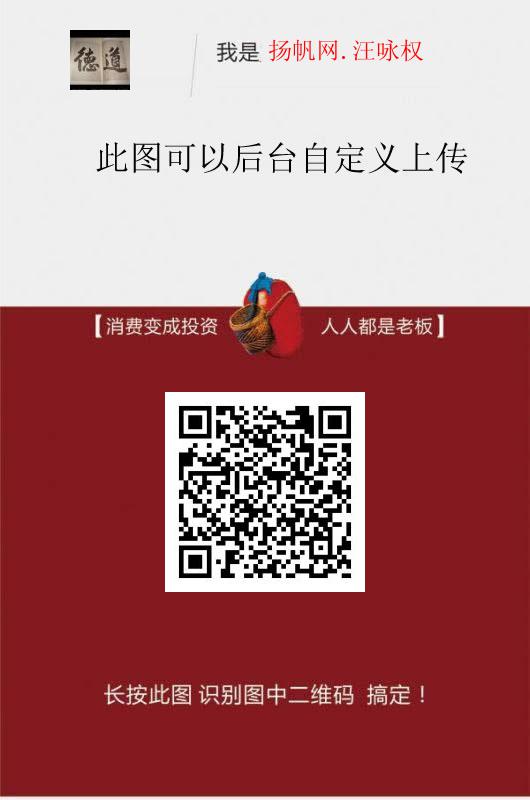 德道
我是 扬帆网.汪咏权
此图可以后台自定义上传
【消费变成投资 人人都是老板】
长按此图 识别图中二维码 搞定！